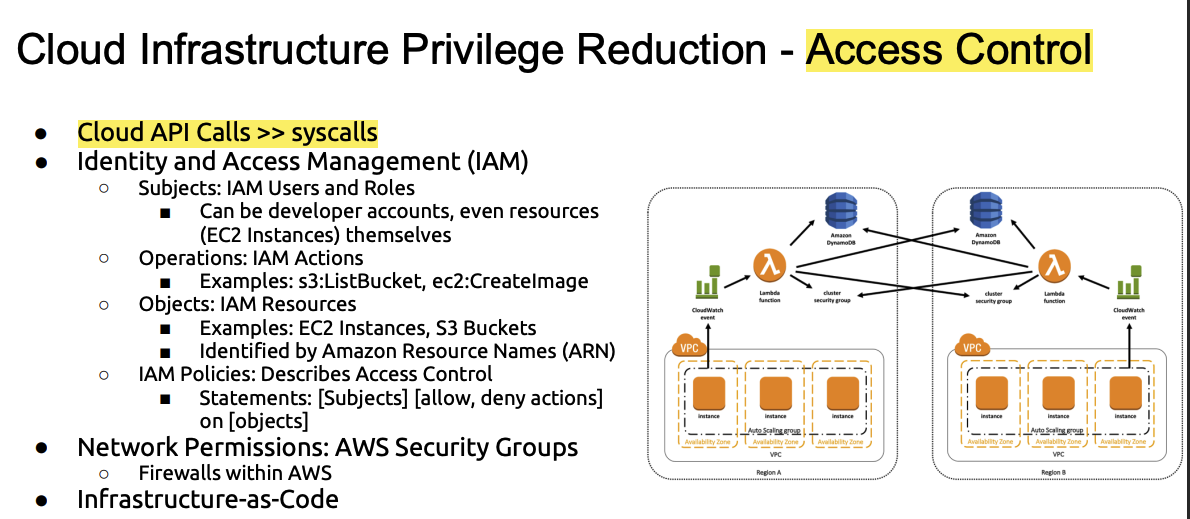 Cloud Infrastructure Privilege Reduction - Access Control
● Cloud API Calls >> syscalls
● Identity and Access Management (IAM)
○ Subjects: IAM Users and Roles
■ Can be developer accounts, even resources
(EC2 Instances) themselves
○ Operations: IAM Actions
■ Examples: s3:ListBucket, ec2:CreateImage
○ Objects: IAM Resources
■ Examples: EC2 Instances, S3 Buckets
■ Identified by Amazon Resource Names (ARN)
○ IAM Policies: Describes Access Control
■ Statements: [Subjects] [allow, deny actions]
on [objects]
● Network Permissions: AWS Security Groups
○ Firewalls within AWS
● Infrastructure-as-Code
Amazon
DynamoDB
λ
Lambda
function
cluster
security group
CloudWatch
event
VPC
instance
instance
instance
Auto Scaling group
Availability Zone
Availability Zone
Availability Zone
VPC
Region A
Amazon
DynamoDB
λ
Lambda
function
cluster
security group
CloudWatch
event
VPC
instance
instance
instance
Auto Scaling group
Availability Zone
Availability Zone
Availability Zone
VPC
Region B